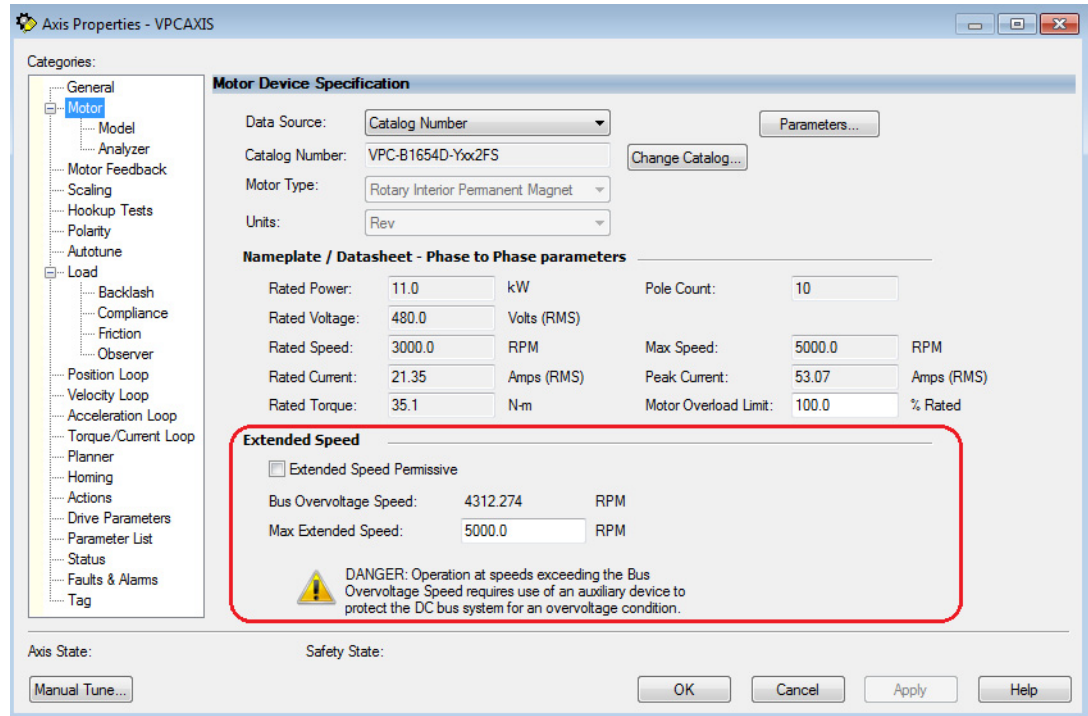 Axis Properties - VPCAXIS
Categories:
General
Motor
Model
Analyzer
Motor Feedback
Scaling
Hookup Tests
Polarity
Autotune
Load
Backlash
Compliance
Friction
Observer
Position Loop
Velocity Loop
Acceleration Loop
Torque/Current Loop
Planner
Homing
Actions
Drive Parameters
Parameter List
Status
Faults & Alarms
Tag
Motor Device Specification
Data Source: Catalog Number Parameters...
Catalog Number: VPC-B1654D-Yxx2FS Change Catalog...
Motor Type: Rotary Interior Permanent Magnet
Units: Rev
Nameplate / Datasheet - Phase to Phase parameters
Rated Power: 11.0 kW Pole Count: 10
Rated Voltage: 480.0 Volts (RMS)
Rated Speed: 3000.0 RPM Max Speed: 5000.0 RPM
Rated Current: 21.35 Amps (RMS) Peak Current: 53.07 Amps (RMS)
Rated Torque: 35.1 N-m Motor Overload Limit: 100.0 % Rated
Extended Speed
Extended Speed Permissive
Bus Overvoltage Speed: 4312.274 RPM
Max Extended Speed: 5000.0 RPM
DANGER: Operation at speeds exceeding the Bus
Overvoltage Speed requires use of an auxiliary device to
protect the DC bus system for an overvoltage condition.
Axis State: Safety State:
Manual Tune... OK Cancel Apply Help